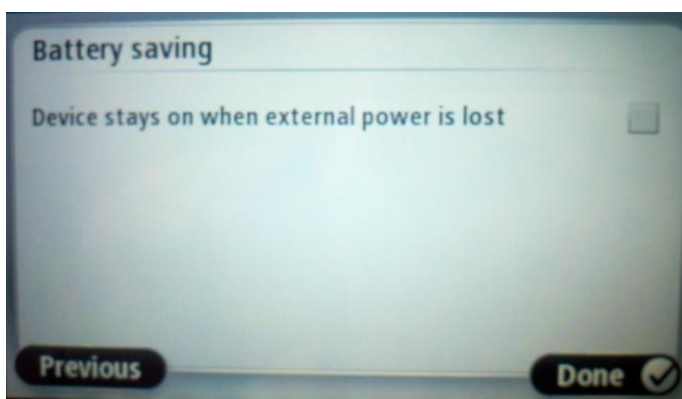 Battery saving
Device stays on when external power is lost
Previous
Done